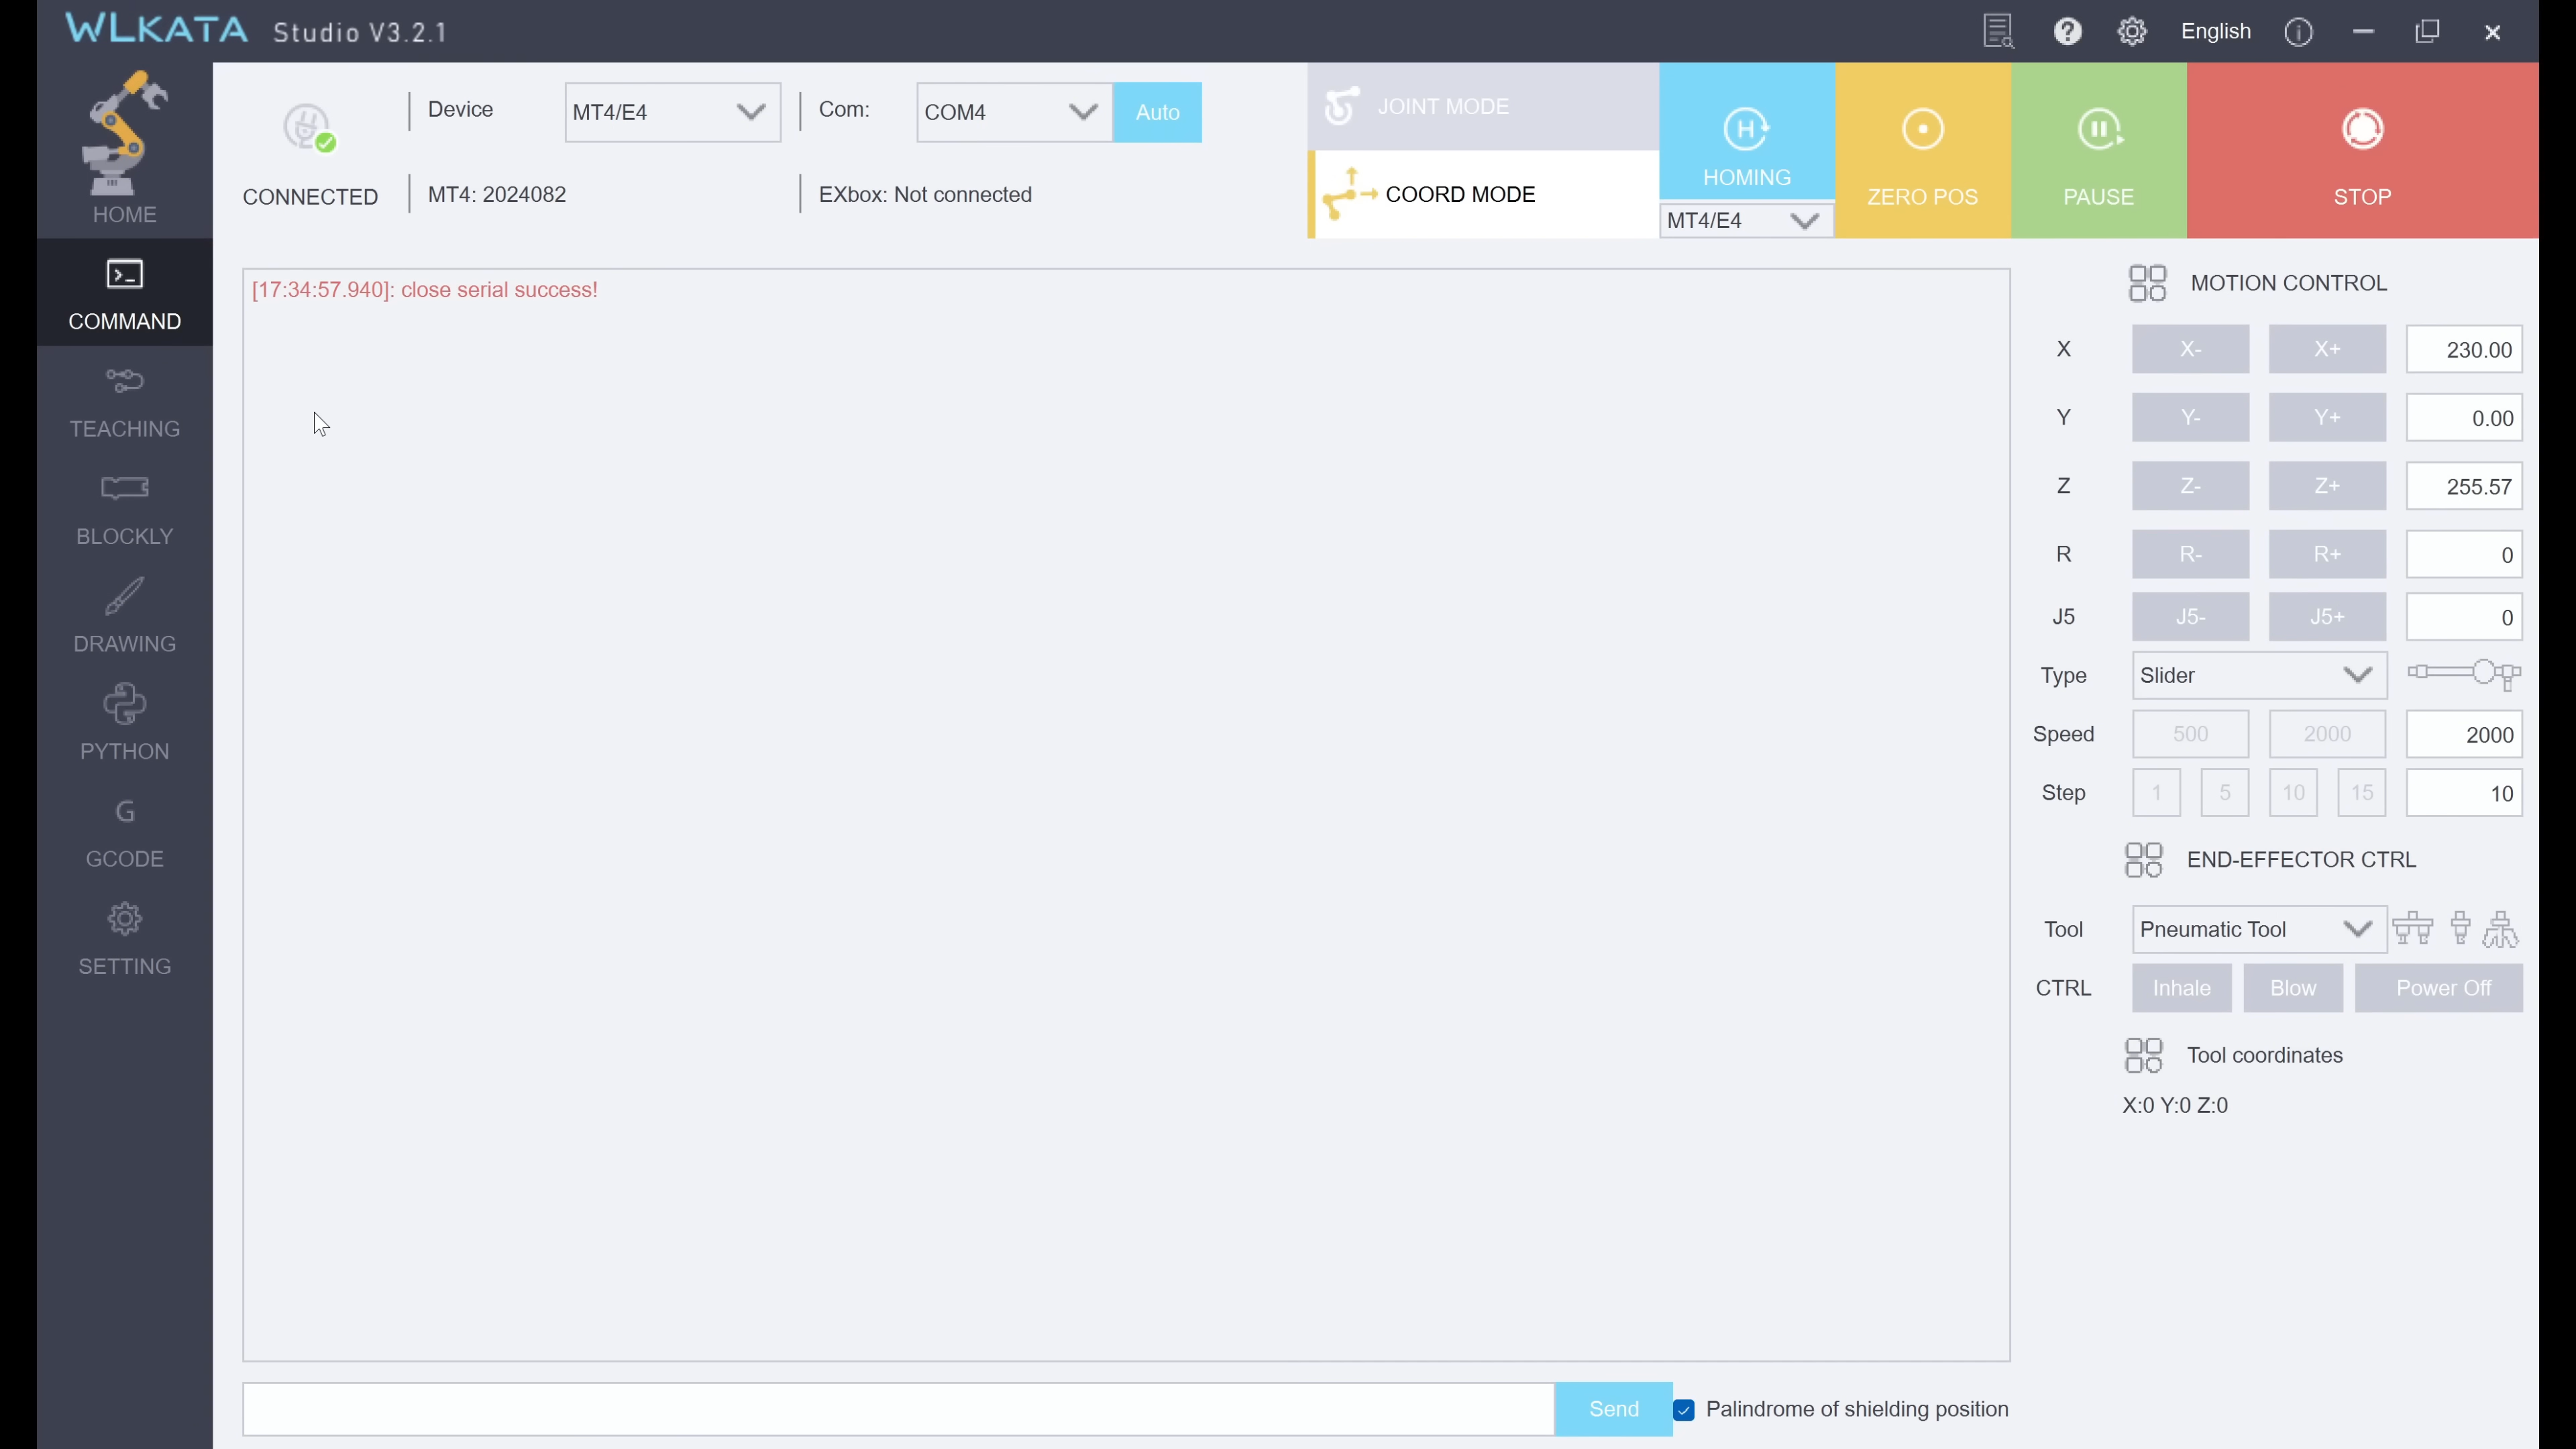 WLKATA Studio V3.2.1
English
HOME
COMMAND
TEACHING
BLOCKLY
DRAWING
PYTHON
G
GCODE
SETTING
CONNECTED
Device
MT4/E4
Com:
COM4
Auto
MT4: 2024082
EXbox: Not connected
JOINT MODE
COORD MODE
H
HOMING
MT4/E4
ZERO POS
PAUSE
STOP
[17:34:57.940]: close serial success!
Send
Palindrome of shielding position
MOTION CONTROL
X X- X+ 230.00
Y Y- Y+ 0.00
Z Z- Z+ 255.57
R R- R+ 0
J5 J5- J5+ 0
Type Slider
Speed 500 2000 2000
Step 1 5 10 15 10
END-EFFECTOR CTRL
Tool Pneumatic Tool
CTRL Inhale Blow Power Off
Tool coordinates
X:0 Y:0 Z:0